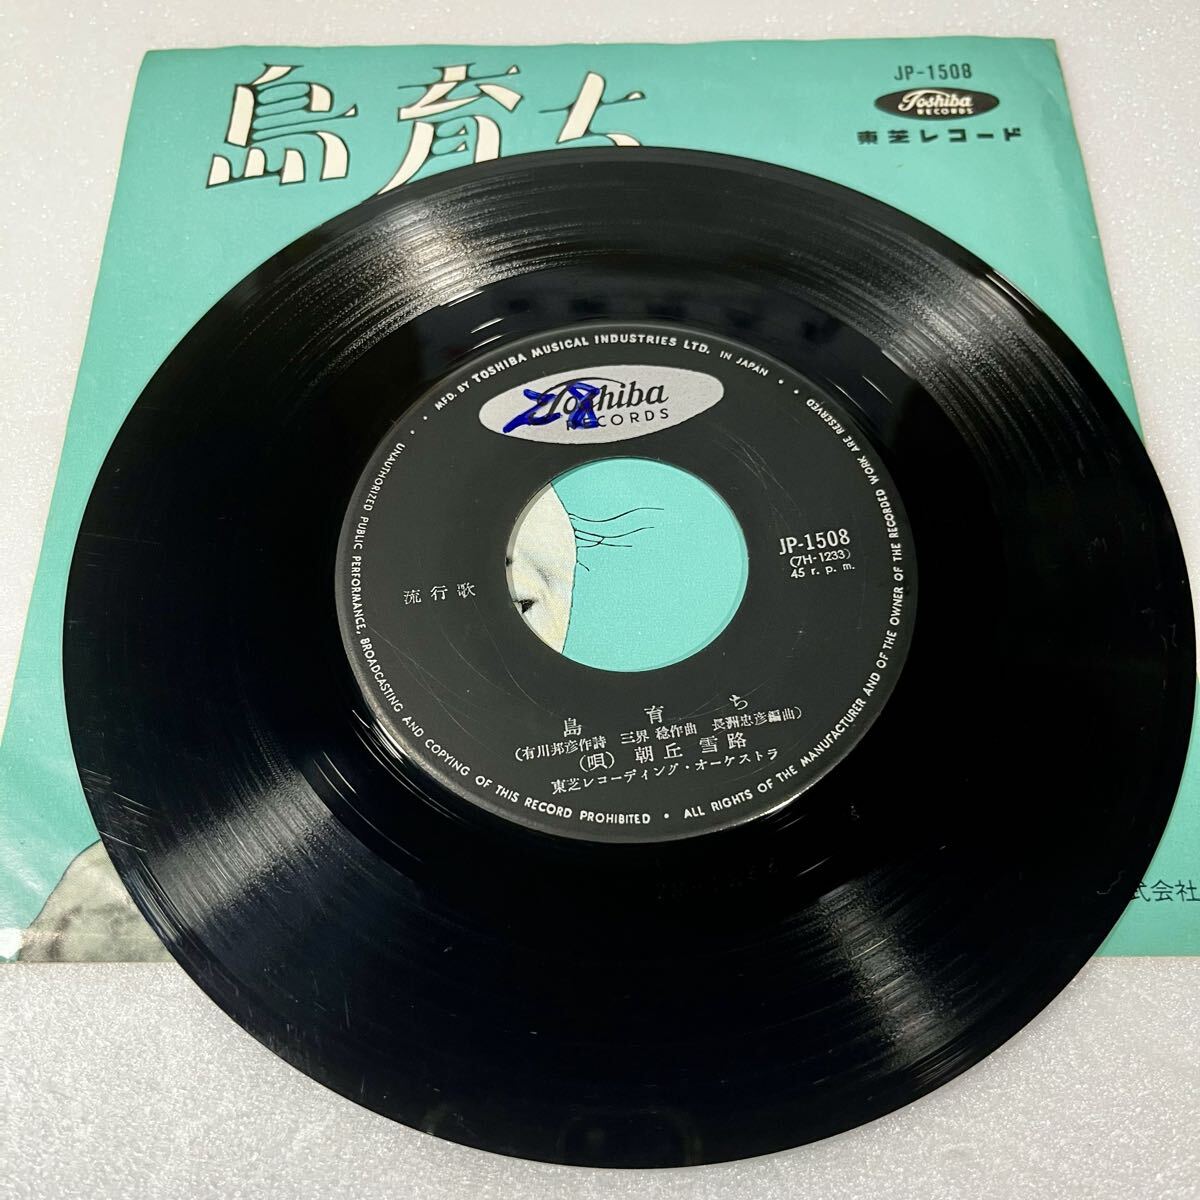 島育ち
JP-1508
Toshiba
RECORDS
東芝レコード
MFD. BY TOSHIBA MUSICAL INDUSTRIES LTD. IN JAPAN
Toshiba
RECORDS
28
JP-1508
(7H-1233)
45 r.p.m.
流行歌
島育ち
(有川邦彦作詩 三界 稔作曲 長洲忠彦編曲)
(唄) 朝丘雪路
東芝レコーディング・オーケストラ
UNAUTHORIZED PUBLIC PERFORMANCE, BROADCASTING AND COPYING OF THIS RECORD PROHIBITED • ALL RIGHTS OF THE MANUFACTURER AND OF THE OWNER OF THE RECORDED WORK ARE RESERVED
式会社